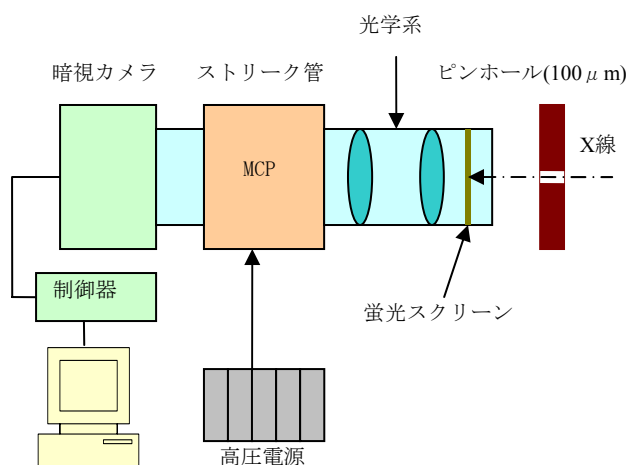 光学系
暗視カメラ
ストリーク管
ピンホール(100μm)
X線
MCP
制御器
蛍光スクリーン
高圧電源